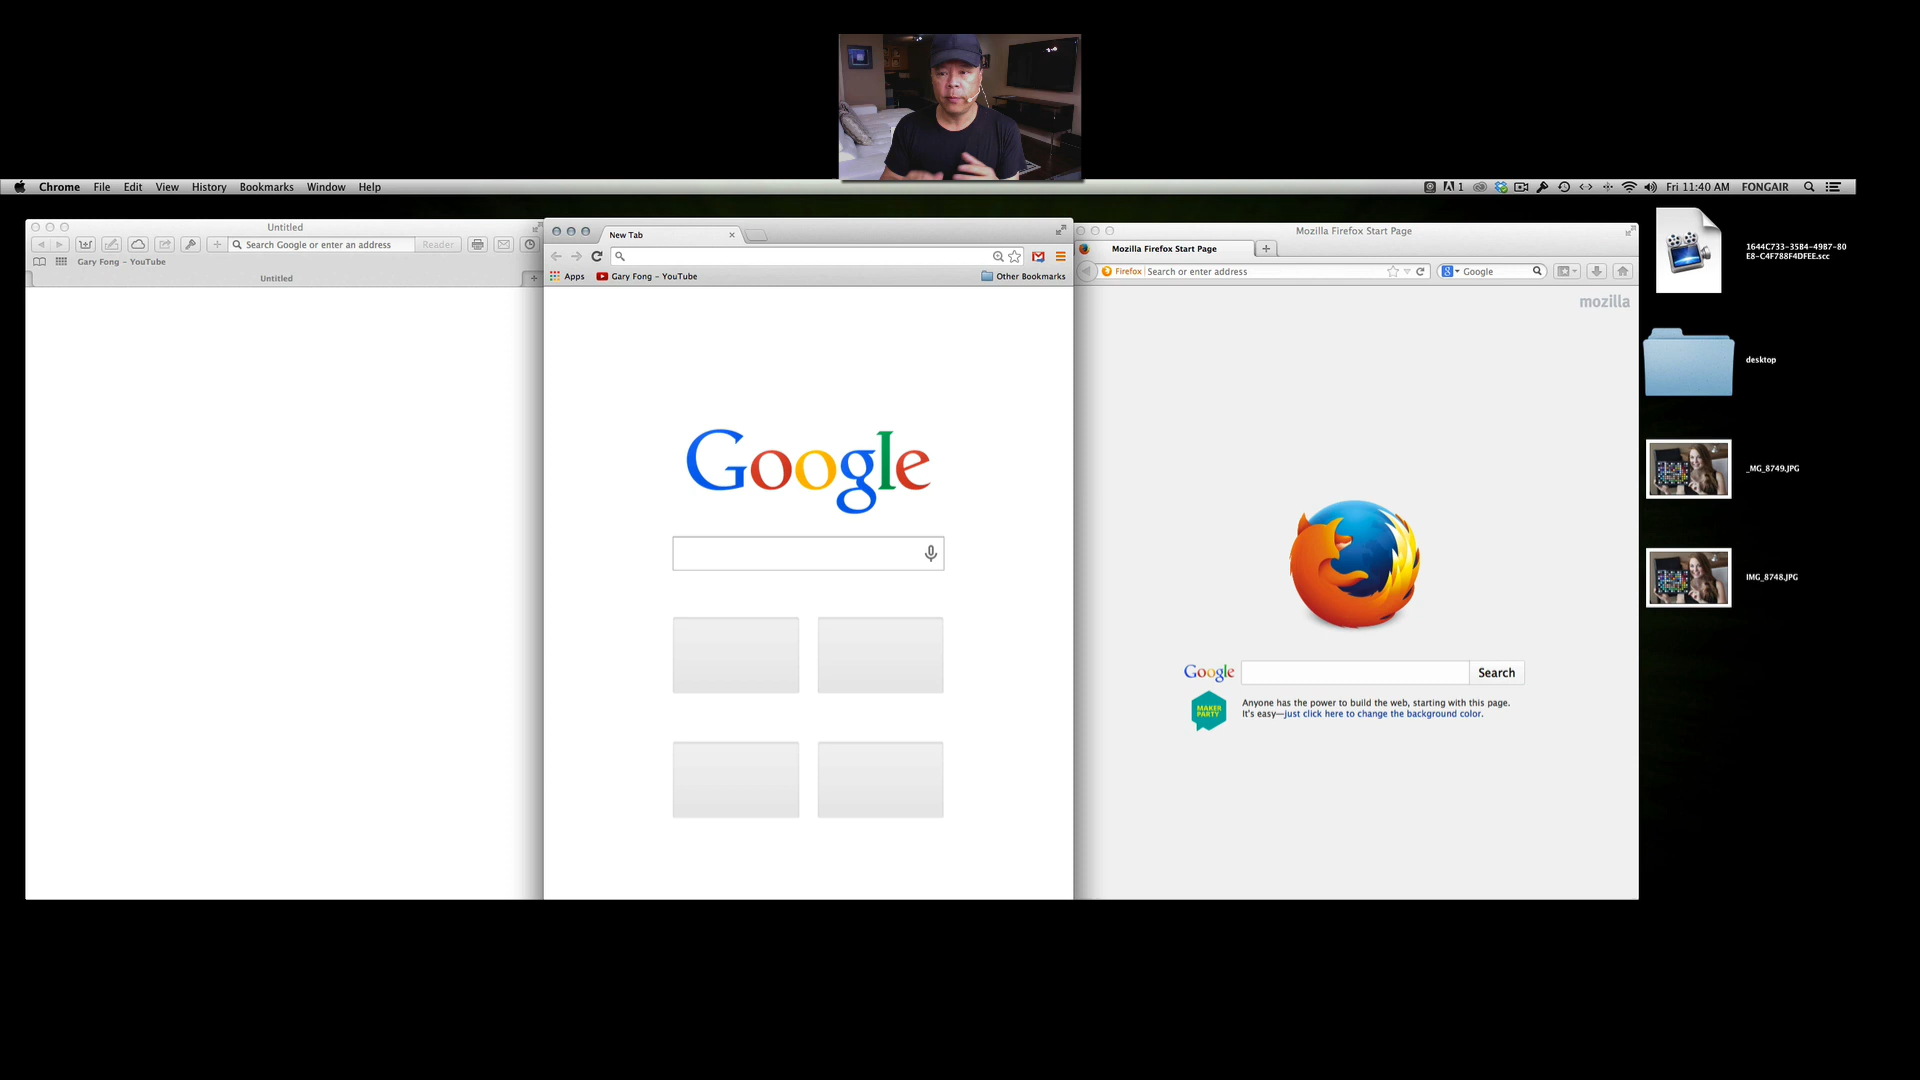 Chrome File Edit View History Bookmarks Window Help
1 Fri 11:40 AM FONGAIR
Untitled
Search Google or enter an address Reader
Gary Fong - YouTube
Untitled
New Tab
Apps Gary Fong - YouTube Other Bookmarks
Google
Mozilla Firefox Start Page
Mozilla Firefox Start Page
Firefox Search or enter address Google
mozilla
Google Search
MAKER
PARTY
Anyone has the power to build the web, starting with this page.
It's easy—just click here to change the background color.
1644C733-3584-4987-80
E8-C4F788F4DFEE.scc
desktop
_MG_8749.JPG
IMG_8748.JPG